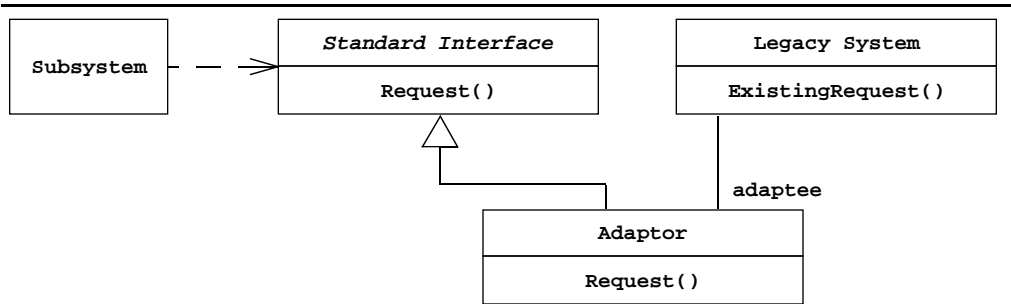 Standard Interface
Legacy System
Subsystem
Request()
ExistingRequest()
adaptee
Adaptor
Request()